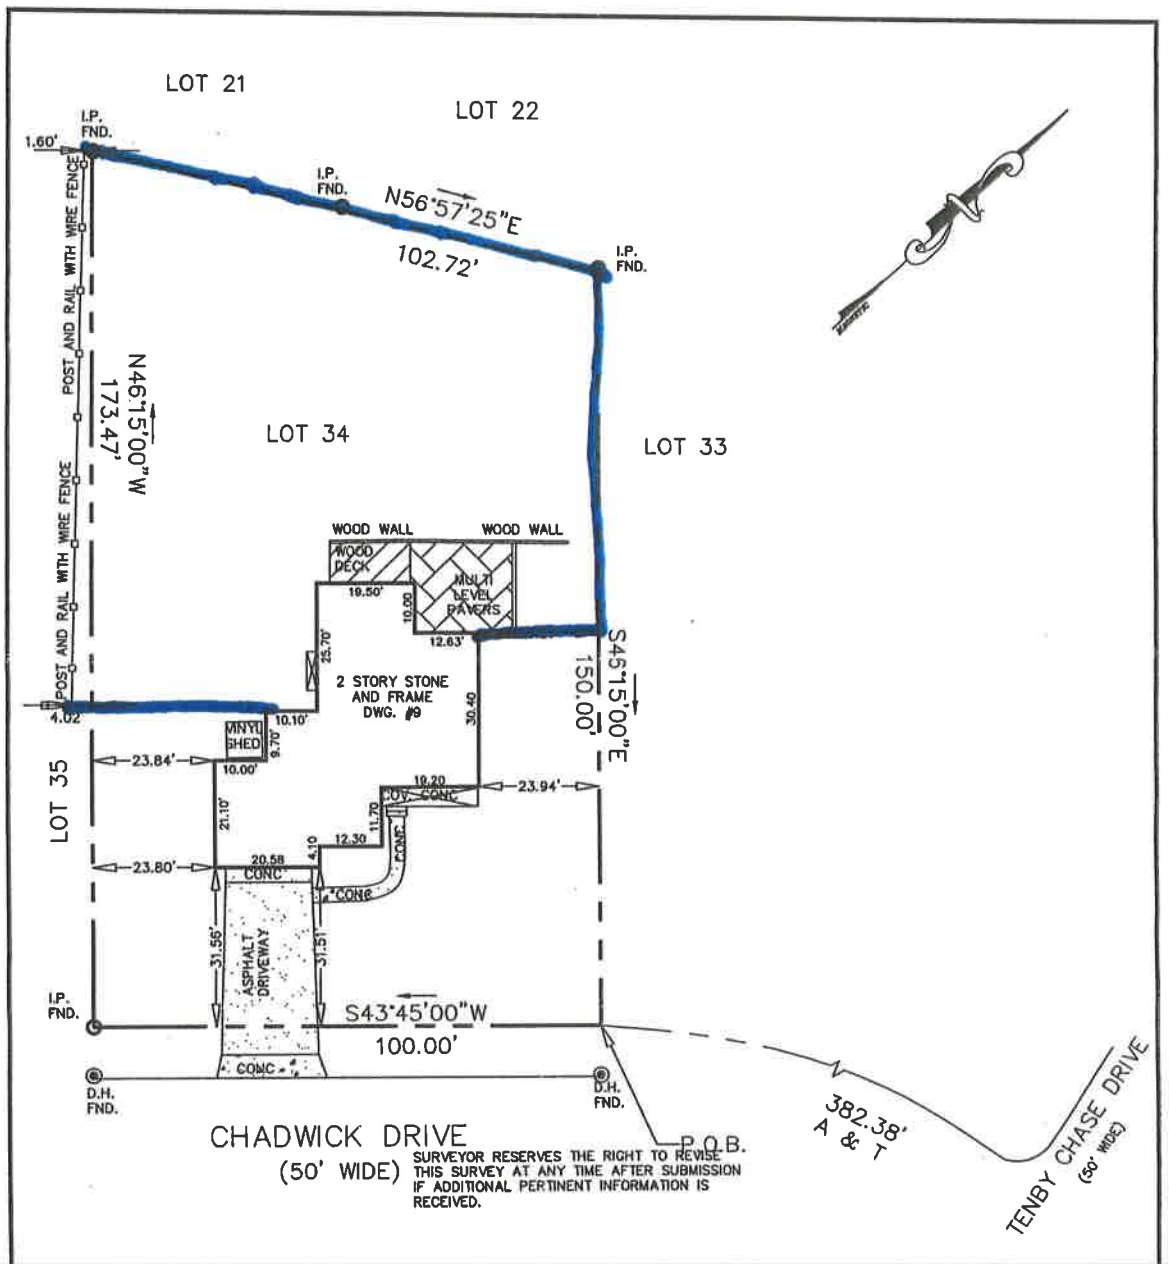 LOT 21
LOT 22
I.P.
FND.
1.60'
I.P.
FND.
N56°57'25"E
102.72'
I.P.
FND.
MAGNETIC
POST AND RAIL WITH WIRE FENCE
POST AND RAIL WITH WIRE FENCE
N46°15'00"W
173.47'
LOT 34
LOT 33
WOOD WALL
WOOD WALL
WOOD
DECK
MULTI
LEVEL
PAVERS
19.50'
10.00
12.63'
25.70'
2 STORY STONE
AND FRAME
DWG. #9
30.40
S46°15'00"E
150.00'
4.02'
10.10'
VINYL
SHED
9.70'
23.84'
10.00'
LOT 35
19.20
COV. CONC
23.94'
21.10'
11.70
12.30
4.10
CONC
23.80'
20.58
CONC
CONC
31.56'
31.51'
ASPHALT
DRIVEWAY
I.P.
FND.
S43°45'00"W
100.00'
CONC
D.H.
FND.
D.H.
FND.
382.38'
A & T
TENBY CHASE DRIVE
(50' WIDE)
P.O.B.
CHADWICK DRIVE
(50' WIDE)
SURVEYOR RESERVES THE RIGHT TO REVISE
THIS SURVEY AT ANY TIME AFTER SUBMISSION
IF ADDITIONAL PERTINENT INFORMATION IS
RECEIVED.